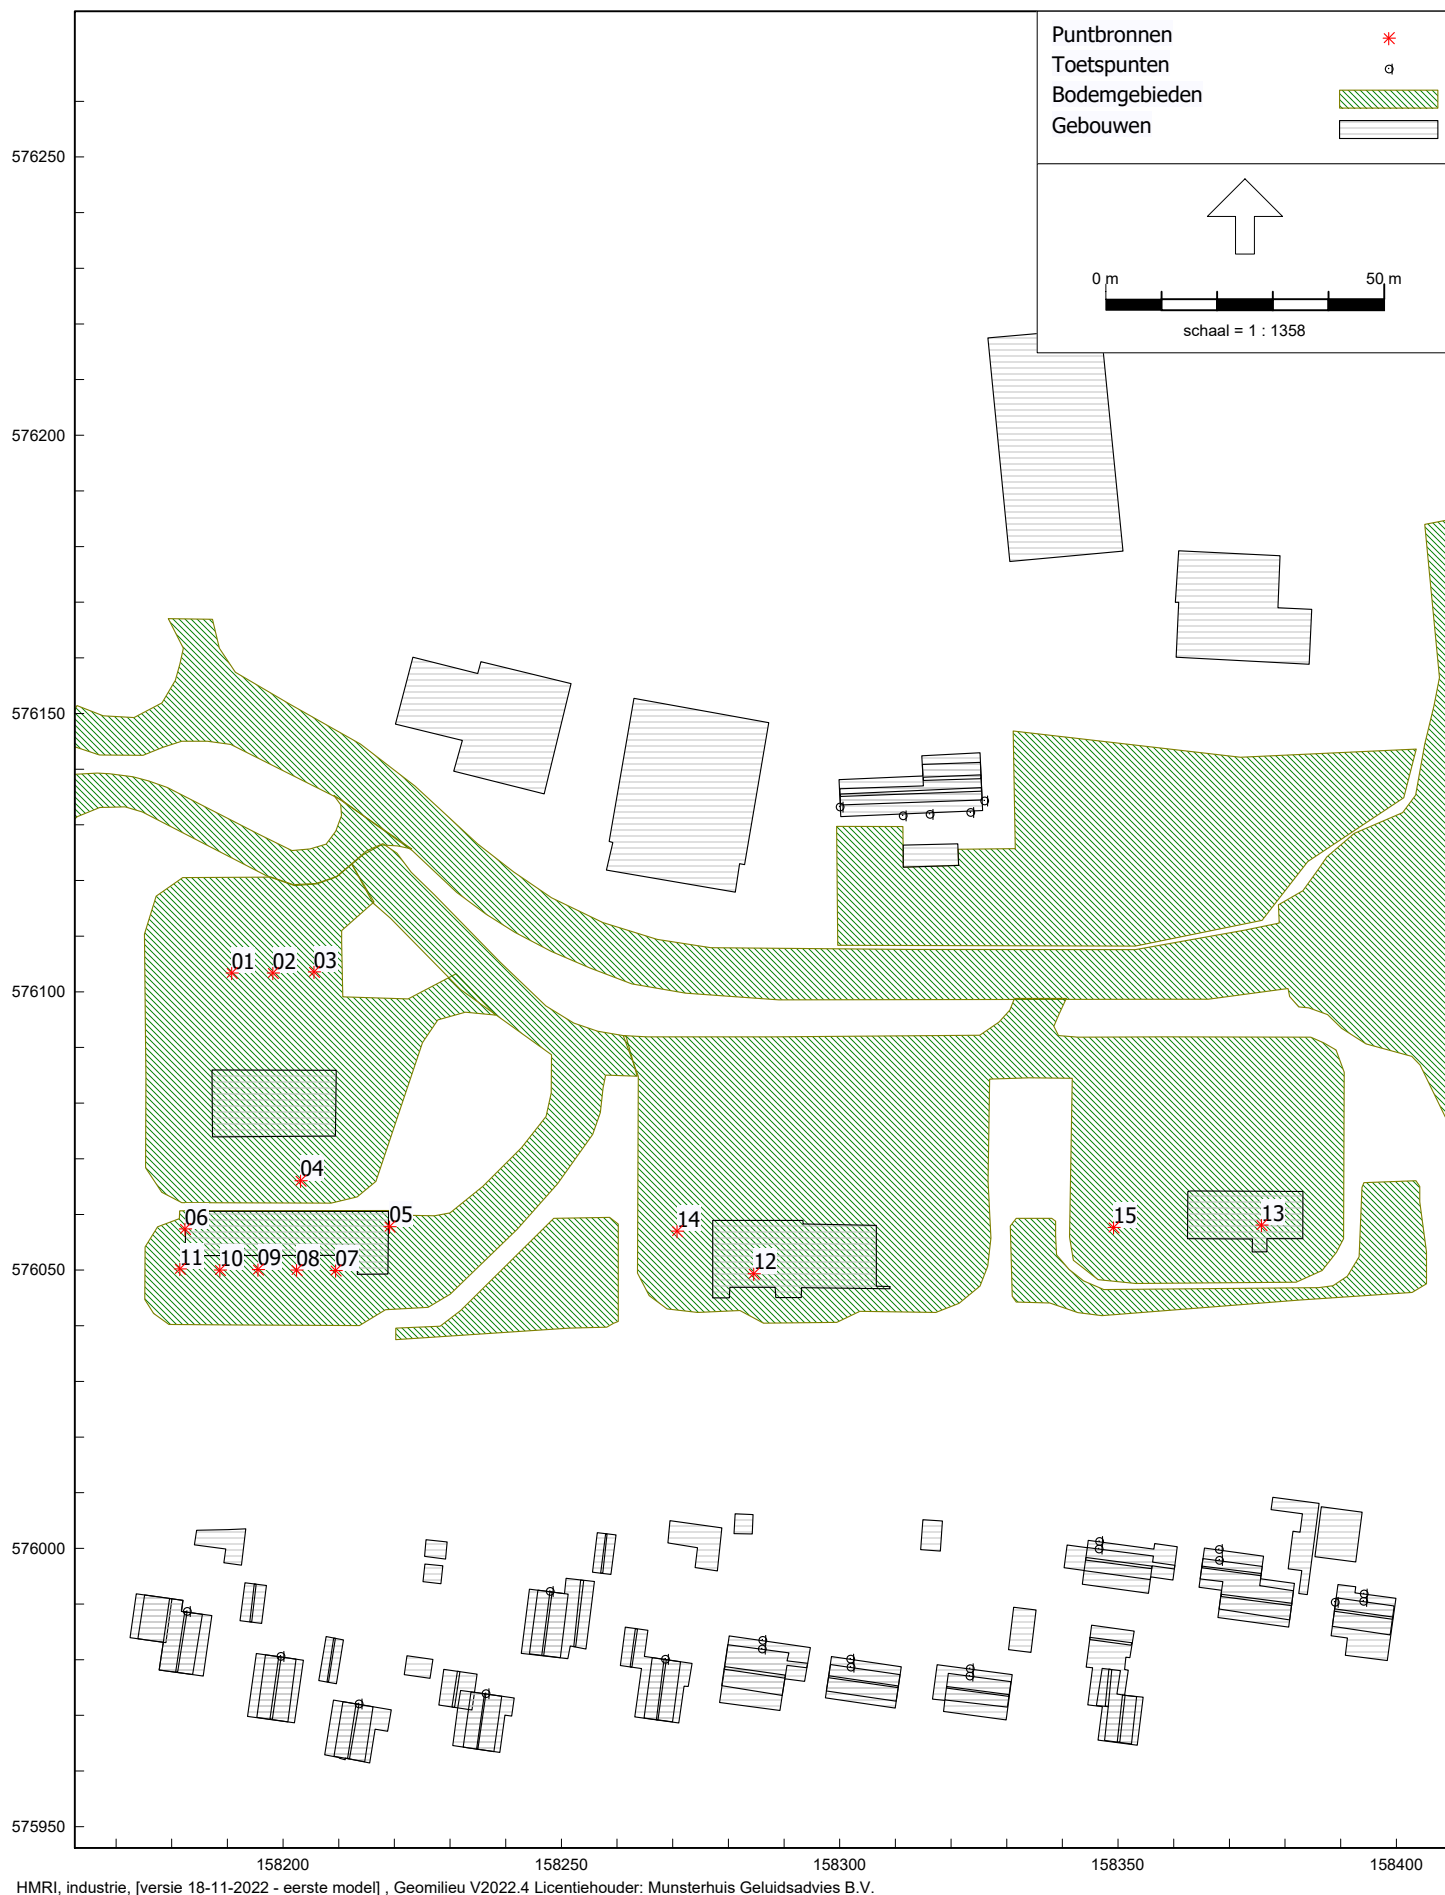 Puntbronnen
Toetspunten
Bodemgebieden
Gebouwen
0 m 50 m
schaal = 1 : 1358
576250
576200
576150
576100
576050
576000
575950
01 02 03
04
06 05
11 10 09 08 07
14
12
15
13
158200 158250 158300 158350 158400
HMRI, industrie, [versie 18-11-2022 - eerste model] , Geomilieu V2022.4 Licentiehouder: Munsterhuis Geluidsadvies B.V.